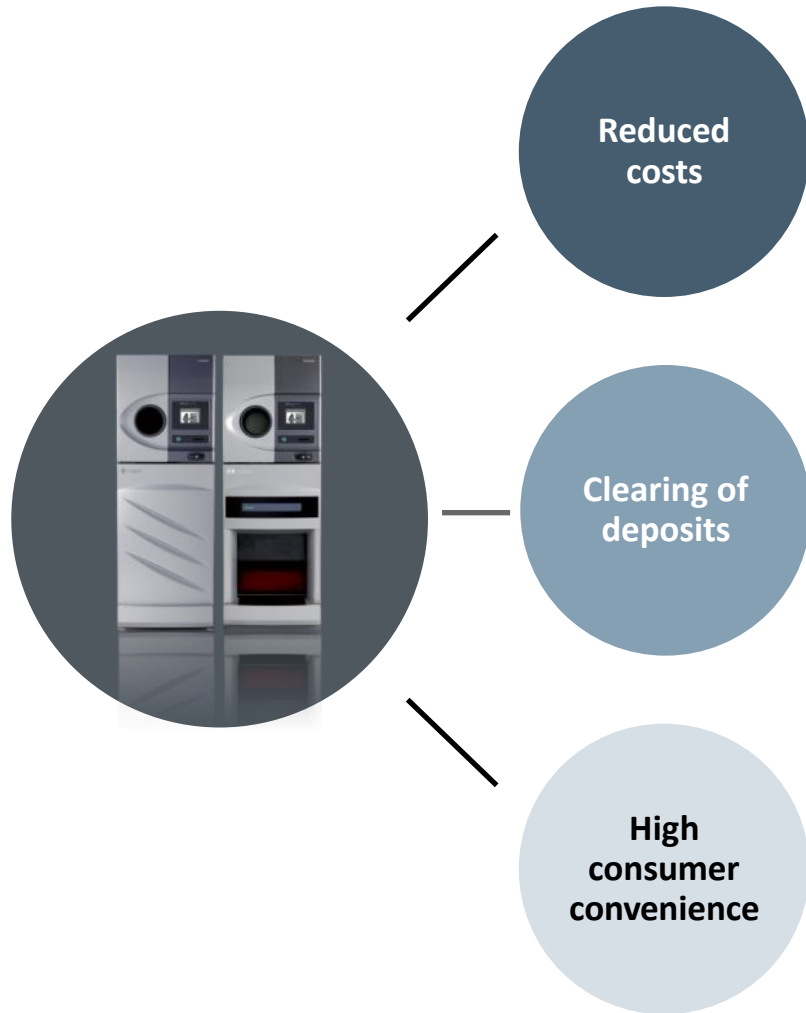 Reduced
costs
Clearing of
deposits
High
consumer
convenience